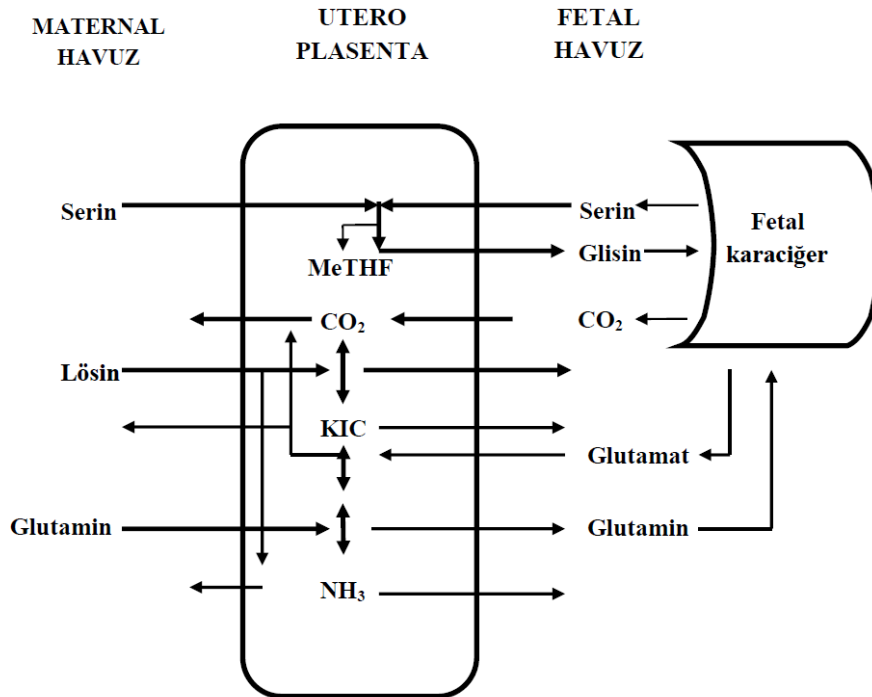 MATERNAL
HAVUZ
UTERO
PLASENTA
FETAL
HAVUZ
Serin
Serin
MeTHF
Glisin
Fetal
karaciğer
CO₂
CO₂
Lösin
KIC
Glutamat
Glutamin
Glutamin
NH₃